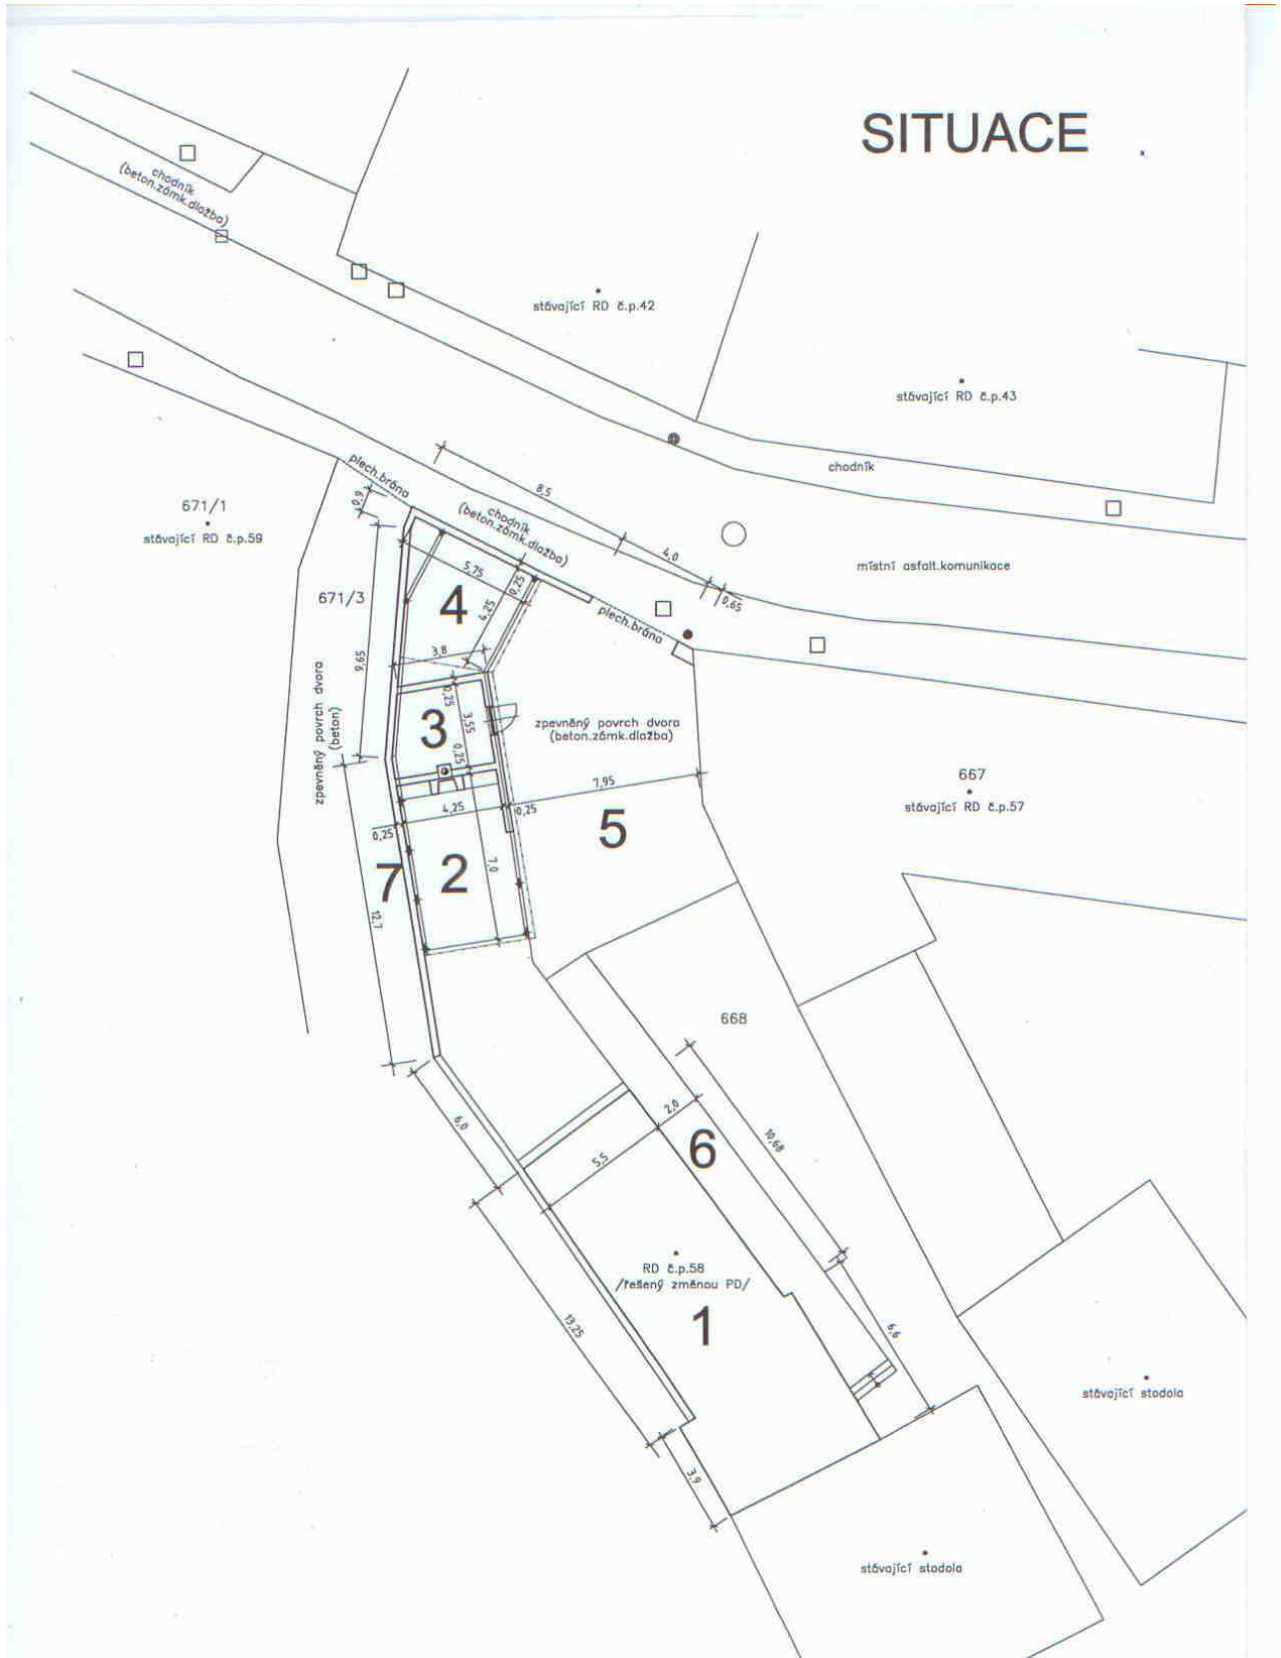 SITUACE
chodník
(beton.zámk.dlažba)
stávající RD č.p.42
stávající RD č.p.43
chodník
plech.brána
8,5
671/1
0,9
stávající RD č.p.59
chodník
(beton.zámk.dlažba)
4,0
místní asfalt.komunikace
5,75
0,25
671/3
4
4,25
0,65
plech.brána
3,8
9,65
zpevněný povrch dvora
(beton)
0,25
3
3,55
zpevněný povrch dvora
(beton.zámk.dlažba)
0,25
7,95
667
stávající RD č.p.57
4,25
0,25
0,25
5
7
2
7,0
12,7
668
2,0
6,0
6
10,68
5,5
RD č.p.58
/řešený změnou PD/
1
13,25
6,6
stávající stodola
3,9
stávající stodola